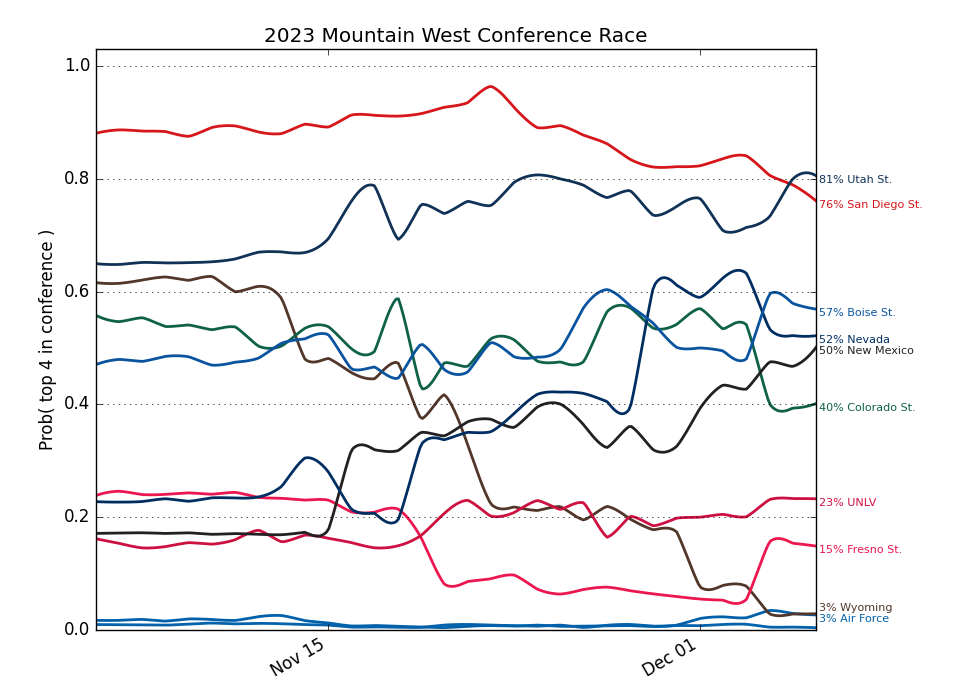 2023 Mountain West Conference Race
1.0
0.8
0.6
0.4
0.2
0.0
Prob( top 4 in conference )
Nov 15
Dec 01
81% Utah St.
76% San Diego St.
57% Boise St.
52% Nevada
50% New Mexico
40% Colorado St.
23% UNLV
15% Fresno St.
3% Wyoming
3% Air Force